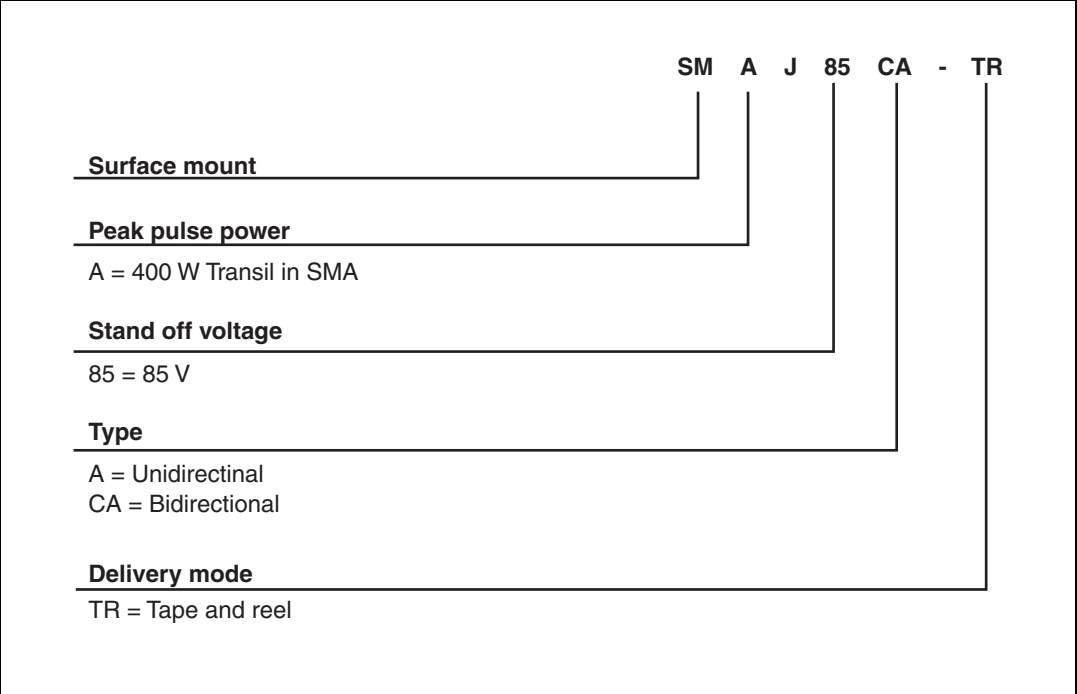 SM A J 85 CA - TR
Surface mount
Peak pulse power
A = 400 W Transil in SMA
Stand off voltage
85 = 85 V
Type
A = Unidirectinal
CA = Bidirectional
Delivery mode
TR = Tape and reel